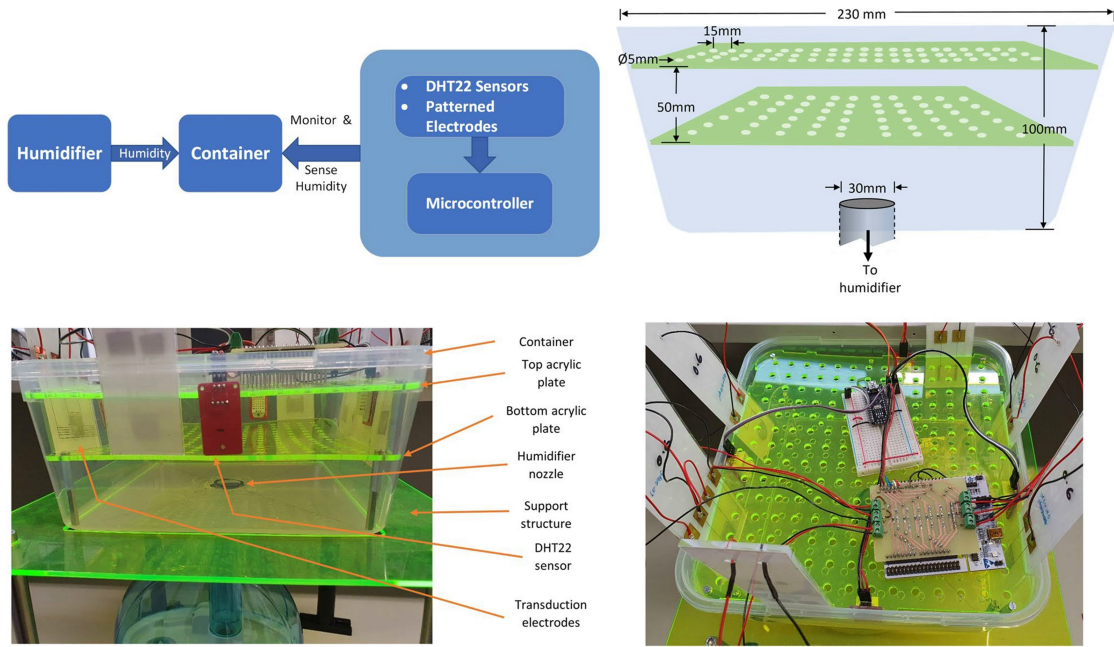 Humidifier
Humidity
Container
Monitor &
Sense
Humidity
DHT22 Sensors
Patterned
Electrodes
Microcontroller
230 mm
15mm
Ø5mm
50mm
100mm
30mm
To
humidifier
Container
Top acrylic
plate
Bottom acrylic
plate
Humidifier
nozzle
Support
structure
DHT22
sensor
Transduction
electrodes